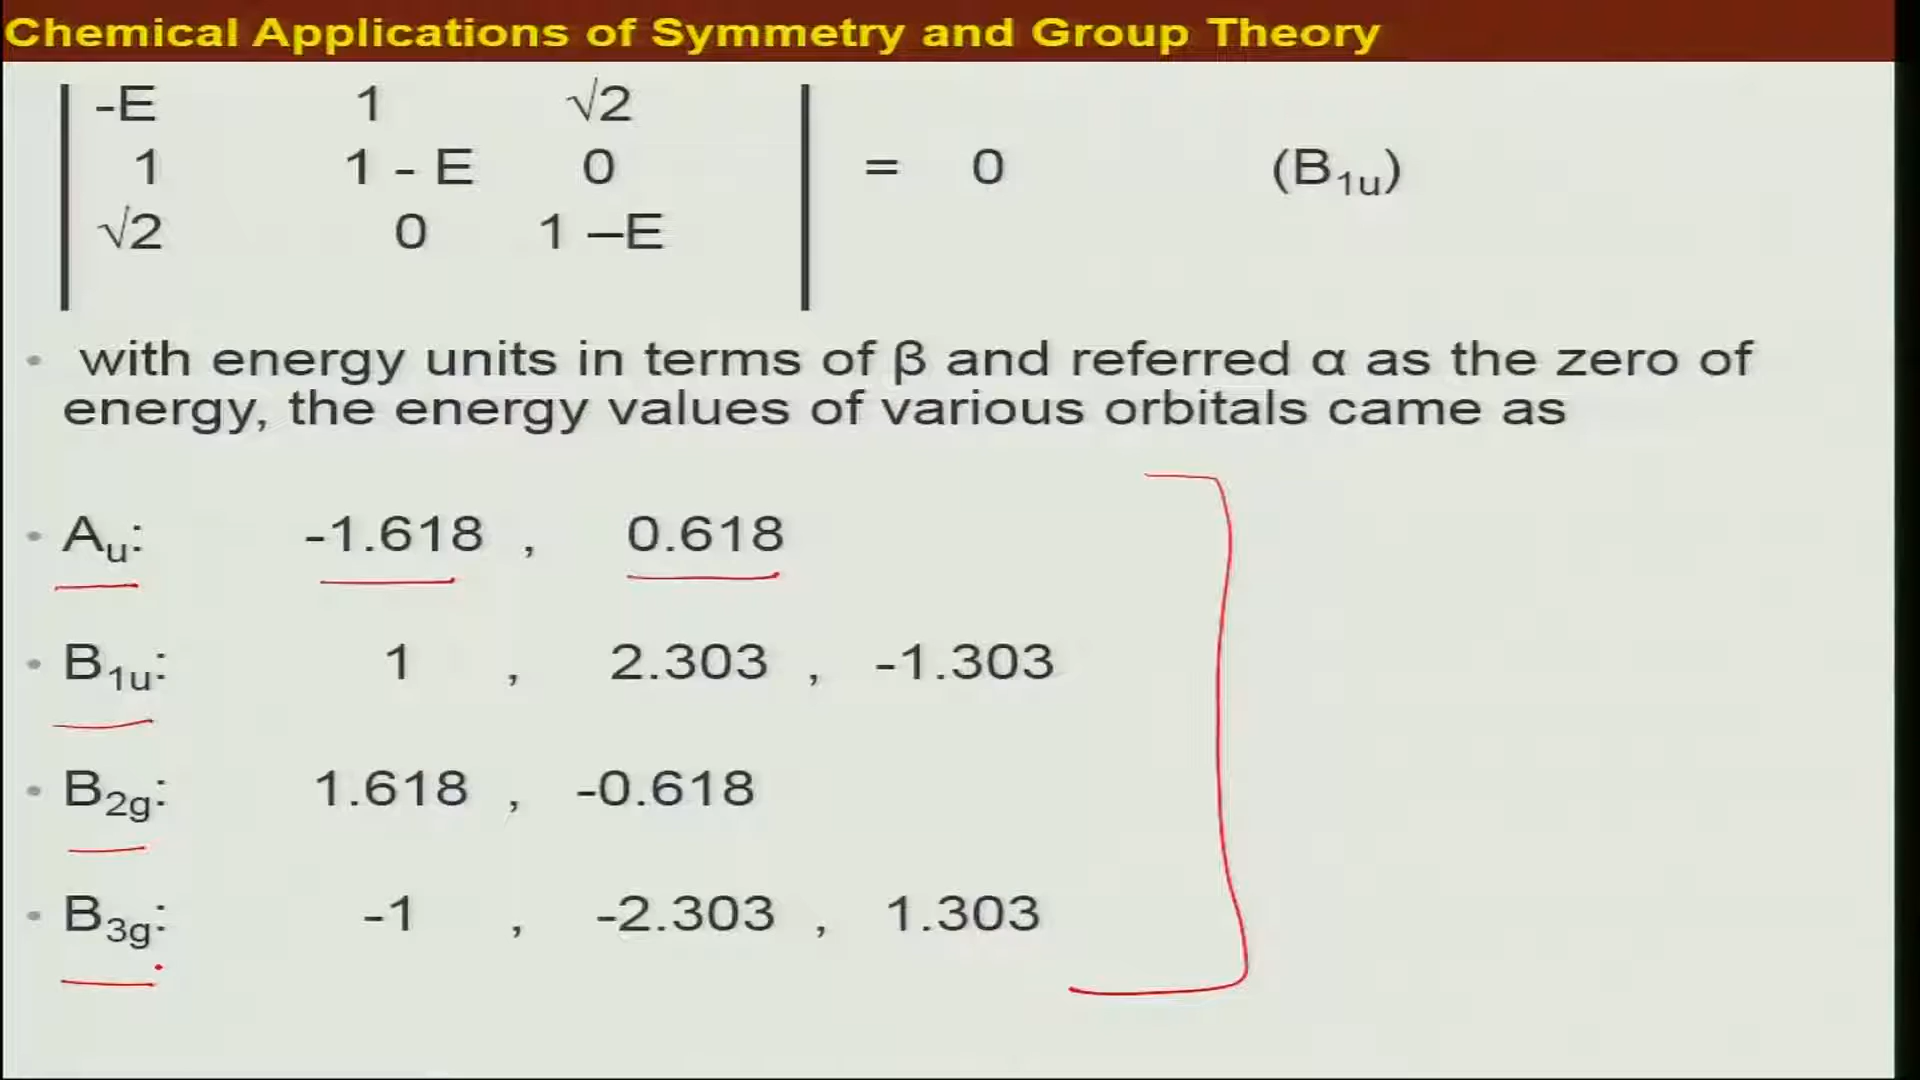 Chemical Applications of Symmetry and Group Theory
-E 1 √2
1 1 - E 0 = 0 (B₁ᵤ)
√2 0 1 –E
• with energy units in terms of β and referred α as the zero of
energy, the energy values of various orbitals came as
• Aᵤ: -1.618 , 0.618
• B₁ᵤ: 1 , 2.303 , -1.303
• B₂g: 1.618 , -0.618
• B₃g: -1 , -2.303 , 1.303